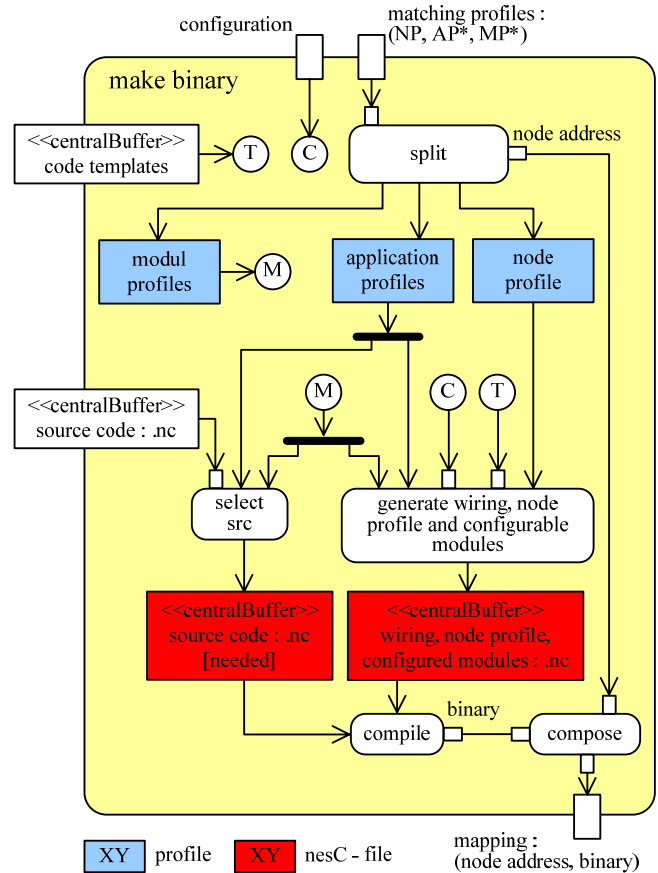 configuration
matching profiles :
(NP, AP*, MP*)
make binary
<<centralBuffer>>
code templates
T
C
split
node address
modul
profiles
M
application
profiles
node
profile
<<centralBuffer>>
source code : .nc
M
C
T
select
src
generate wiring, node
profile and configurable
modules
<<centralBuffer>>
source code : .nc
[needed]
<<centralBuffer>>
wiring, node profile,
configured modules : .nc
compile
binary
compose
XY
profile
XY
nesC - file
mapping :
(node address, binary)